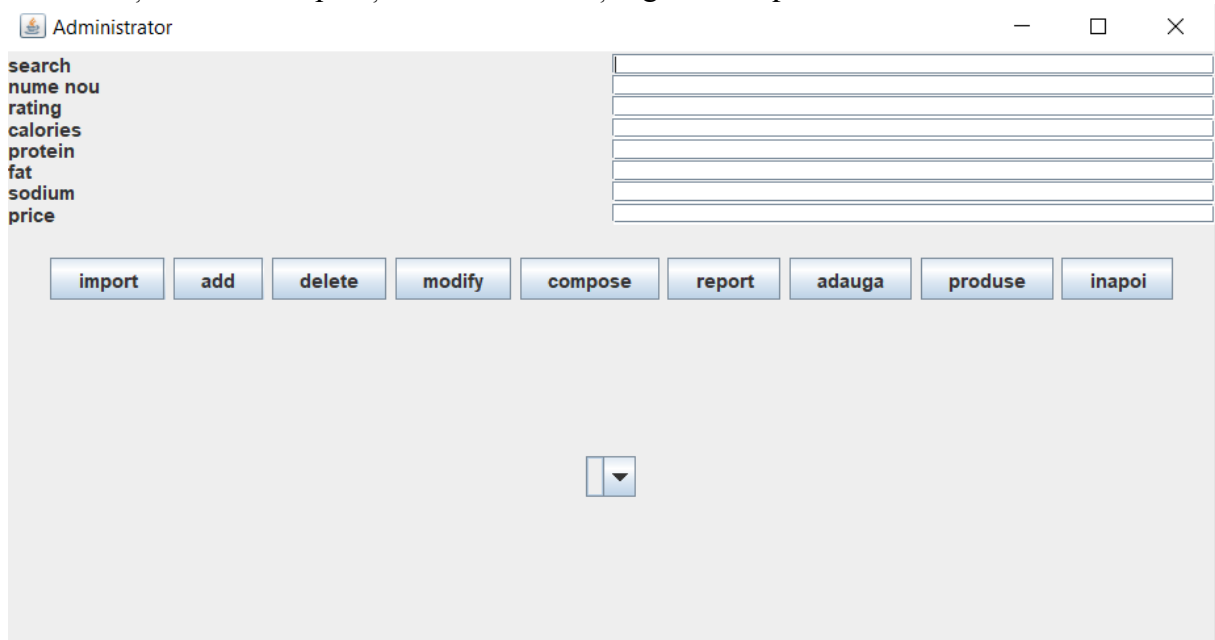 Administrator
search
nume nou
rating
calories
protein
fat
sodium
price
import add delete modify compose report adauga produse inapoi